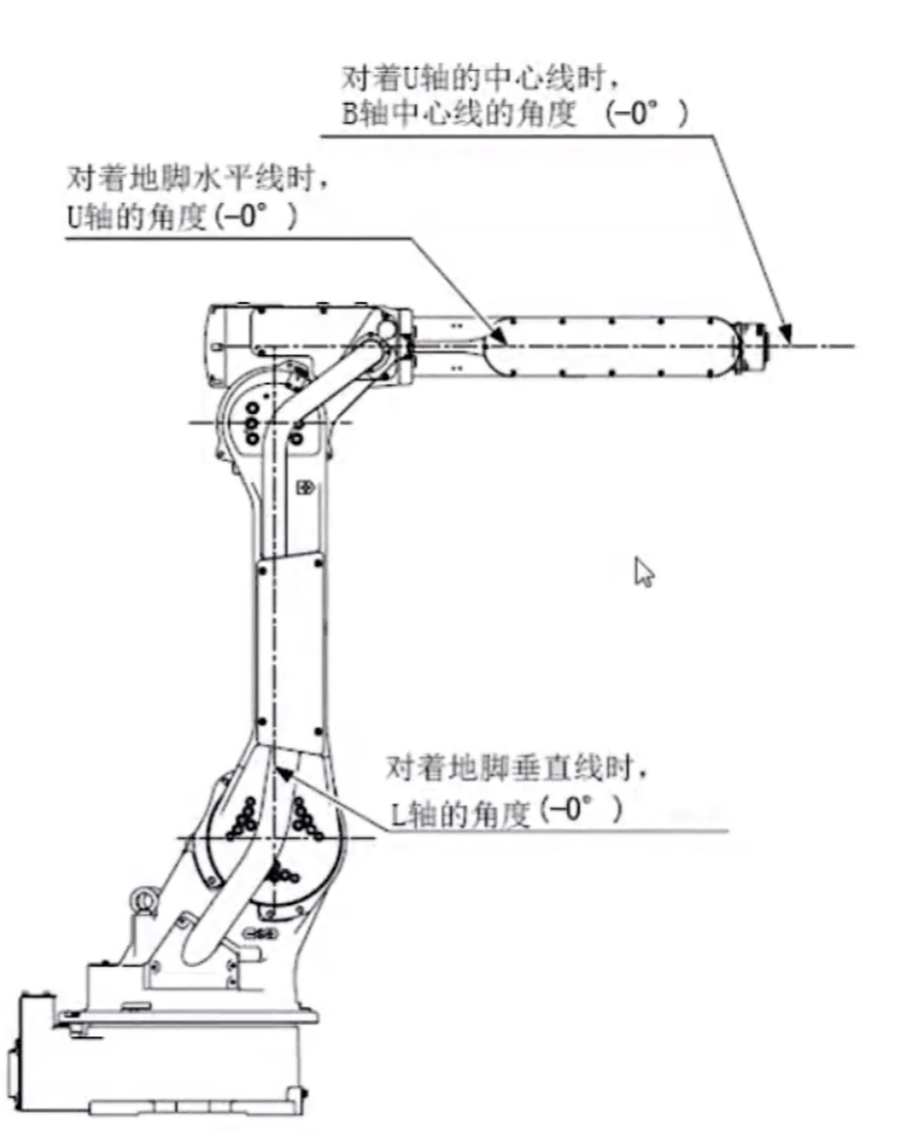 对着U轴的中心线时，
B轴中心线的角度 (-0°)
对着地脚水平线时，
U轴的角度(-0°)
对着地脚垂直线时，
L轴的角度(-0°)